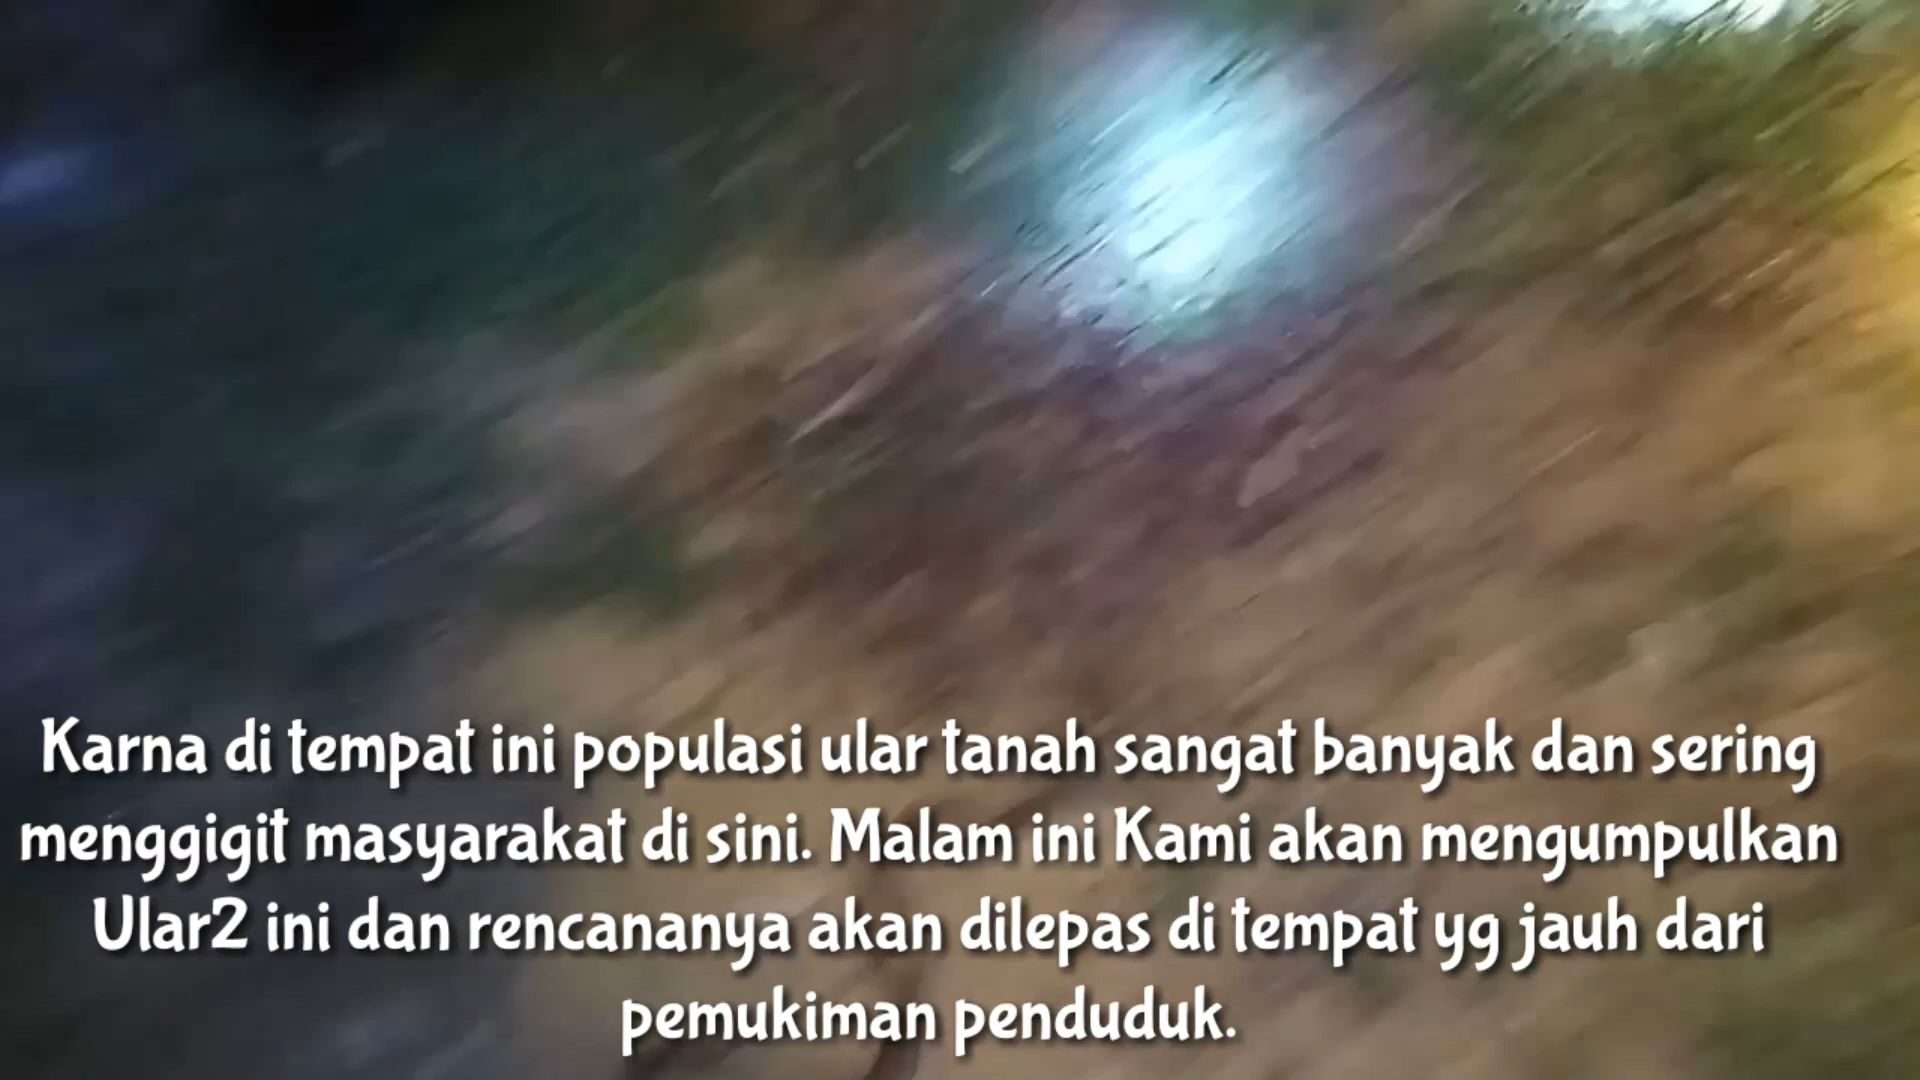 Karna di tempat ini populasi ular tanah sangat banyak dan sering
menggigit masyarakat di sini. Malam ini Kami akan mengumpulkan
Ular2 ini dan rencananya akan dilepas di tempat yg jauh dari
pemukiman penduduk.